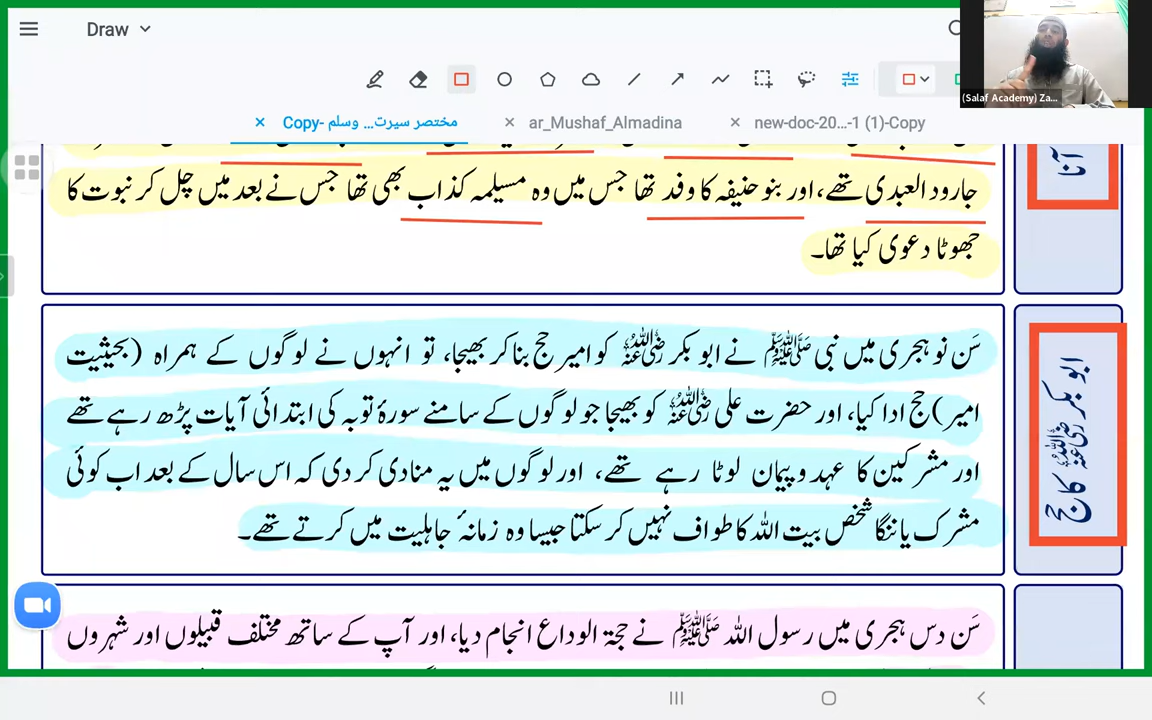 Draw
(Salaf Academy) Za...
Copy- مختصر سیرت... وسلم
ar_Mushaf_Almadina
new-doc-20...-1 (1)-Copy
آنا
جارود العبدی تھے، اور بنو حنیفہ کا وفد تھا جس میں وہ مسیلمہ کذاب بھی تھا جس نے بعد میں چل کر نبوت کا
جھوٹا دعوی کیا تھا۔
ابو بکر رضی اللہ عنہ کا حج
سَن نو ہجری میں نبی ﷺ نے ابو بکر رضی اللہ عنہ کو امیر حج بنا کر بھیجا، تو انہوں نے لوگوں کے ہمراہ (بحیثیت
امیر) حج ادا کیا، اور حضرت علی رضی اللہ عنہ کو بھیجا جو لوگوں کے سامنے سورۂ توبہ کی ابتدائی آیات پڑھ رہے تھے
اور مشرکین کا عہد و پیمان لوٹا رہے تھے، اور لوگوں میں یہ منادی کر دی کہ اس سال کے بعد اب کوئی
مشرک یا ننگا شخص بیت اللہ کا طواف نہیں کر سکتا جیسا وہ زمانۂ جاہلیت میں کرتے تھے۔
سَن دس ہجری میں رسول اللہ ﷺ نے حجۃ الوداع انجام دیا، اور آپ کے ساتھ مختلف قبیلوں اور شہروں